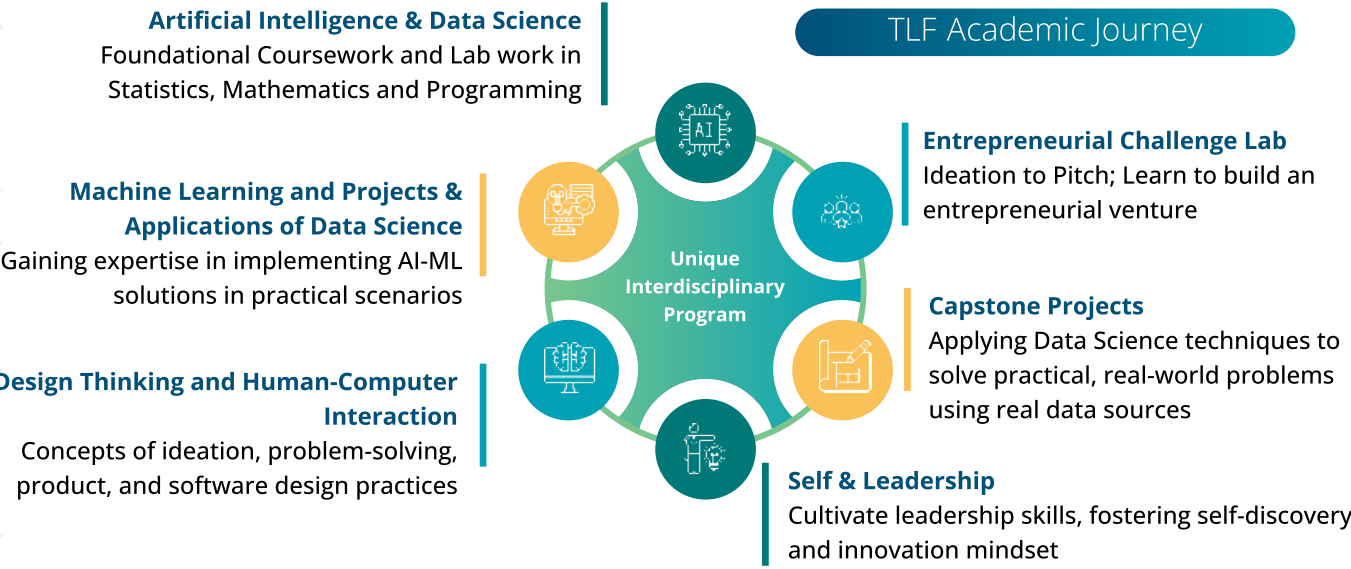 TLF Academic Journey
Artificial Intelligence & Data Science
Foundational Coursework and Lab work in
Statistics, Mathematics and Programming
Machine Learning and Projects &
Applications of Data Science
Gaining expertise in implementing AI-ML
solutions in practical scenarios
Design Thinking and Human-Computer
Interaction
Concepts of ideation, problem-solving,
product, and software design practices
AI
Unique
Interdisciplinary
Program
Entrepreneurial Challenge Lab
Ideation to Pitch; Learn to build an
entrepreneurial venture
Capstone Projects
Applying Data Science techniques to
solve practical, real-world problems
using real data sources
Self & Leadership
Cultivate leadership skills, fostering self-discovery
and innovation mindset